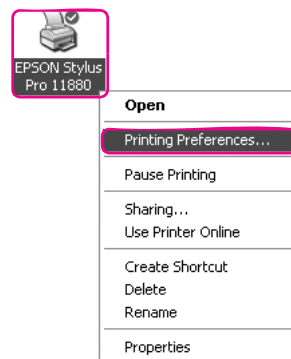 EPSON Stylus
Pro 11880
Open
Printing Preferences...
Pause Printing
Sharing...
Use Printer Online
Create Shortcut
Delete
Rename
Properties